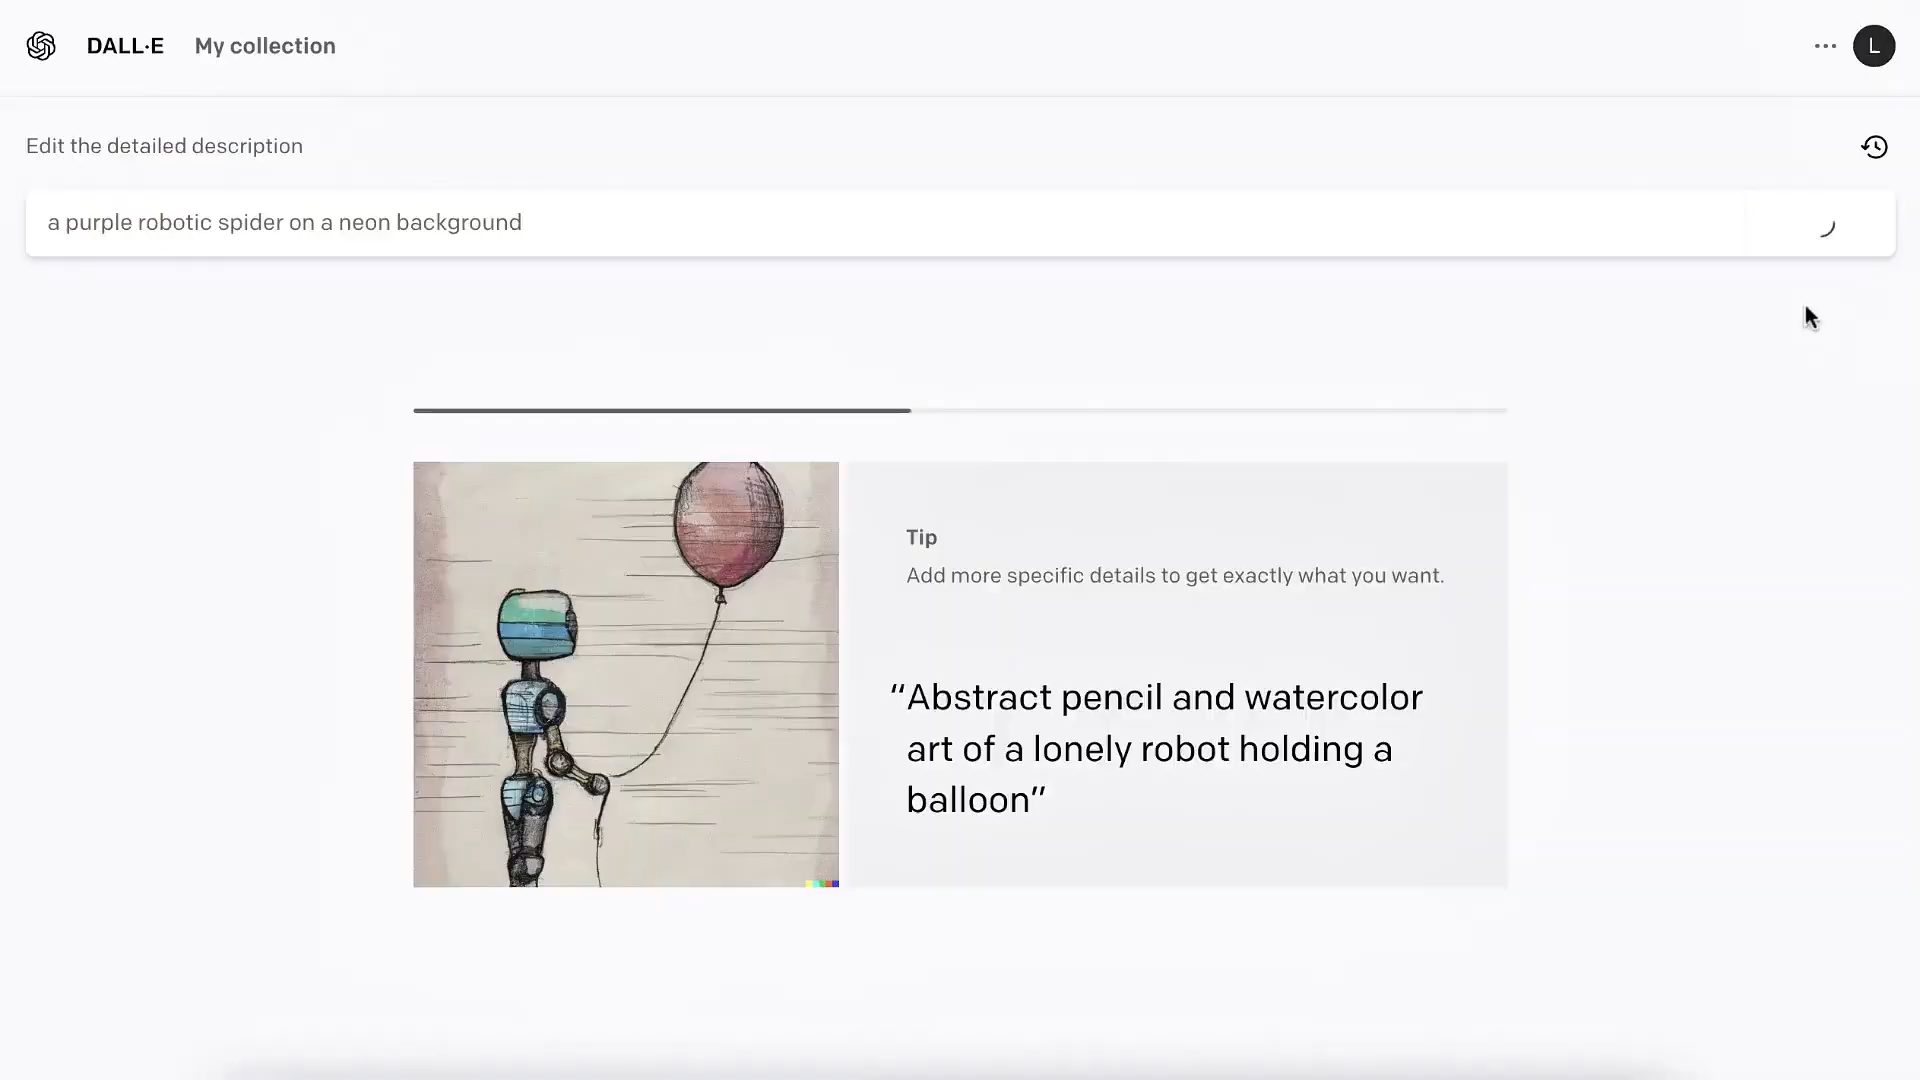 DALL·E My collection
L
Edit the detailed description
a purple robotic spider on a neon background
Tip
Add more specific details to get exactly what you want.
“Abstract pencil and watercolor
art of a lonely robot holding a
balloon”